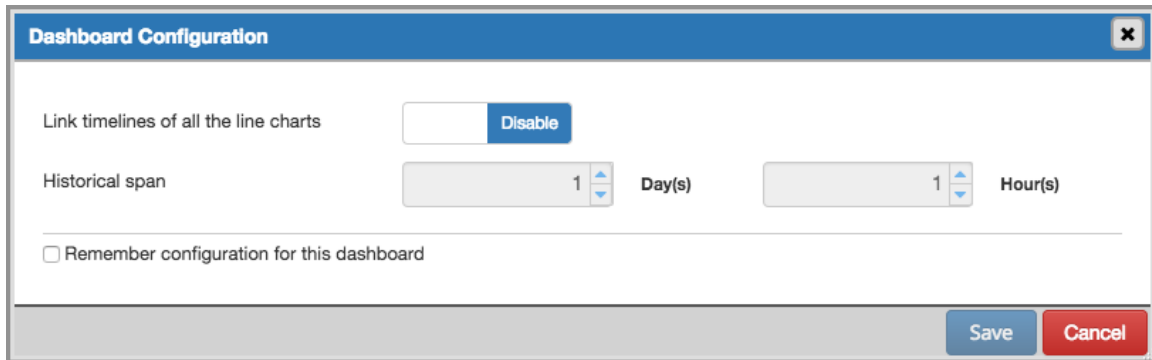 Dashboard Configuration
Link timelines of all the line charts Disable
Historical span 1 Day(s) 1 Hour(s)
Remember configuration for this dashboard
Save Cancel